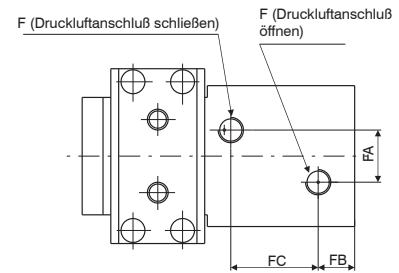 F (Druckluftanschluß schließen)
F (Druckluftanschluß
öffnen)
FA
FC
FB